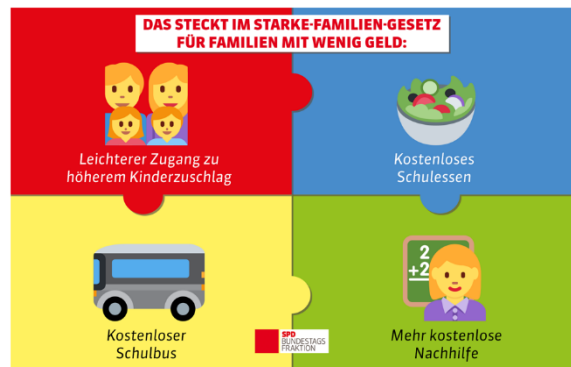 DAS STECKT IM STARKE-FAMILIEN-GESETZ
FÜR FAMILIEN MIT WENIG GELD:
Leichterer Zugang zu
höherem Kinderzuschlag
Kostenloses
Schulessen
2
+2
Kostenloser
Schulbus
SPD
BUNDESTAGS
FRAKTION
Mehr kostenlose
Nachhilfe